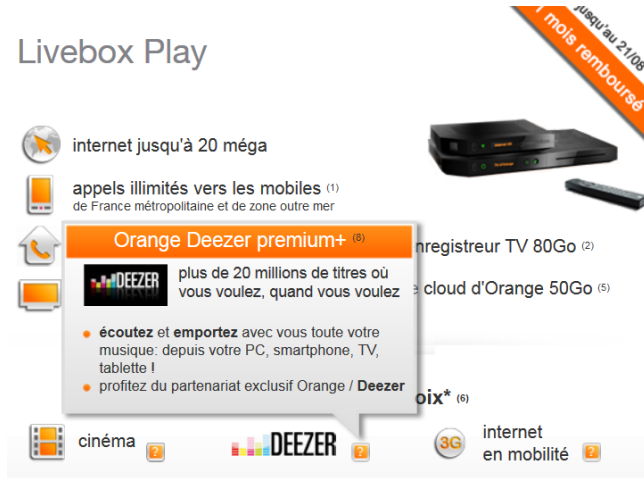 Livebox Play
jusqu'au 21/08
1 mois remboursé
internet jusqu'à 20 méga
appels illimités vers les mobiles (1)
de France métropolitaine et de zone outre mer
Orange Deezer premium+ (8)
DEEZER
plus de 20 millions de titres où
vous voulez, quand vous voulez
écoutez et emportez avec vous toute votre
musique: depuis votre PC, smartphone, TV,
tablette !
profitez du partenariat exclusif Orange / Deezer
nregistreur TV 80Go (2)
e cloud d'Orange 50Go (5)
oix* (6)
cinéma ?
DEEZER ?
3G
internet
en mobilité ?